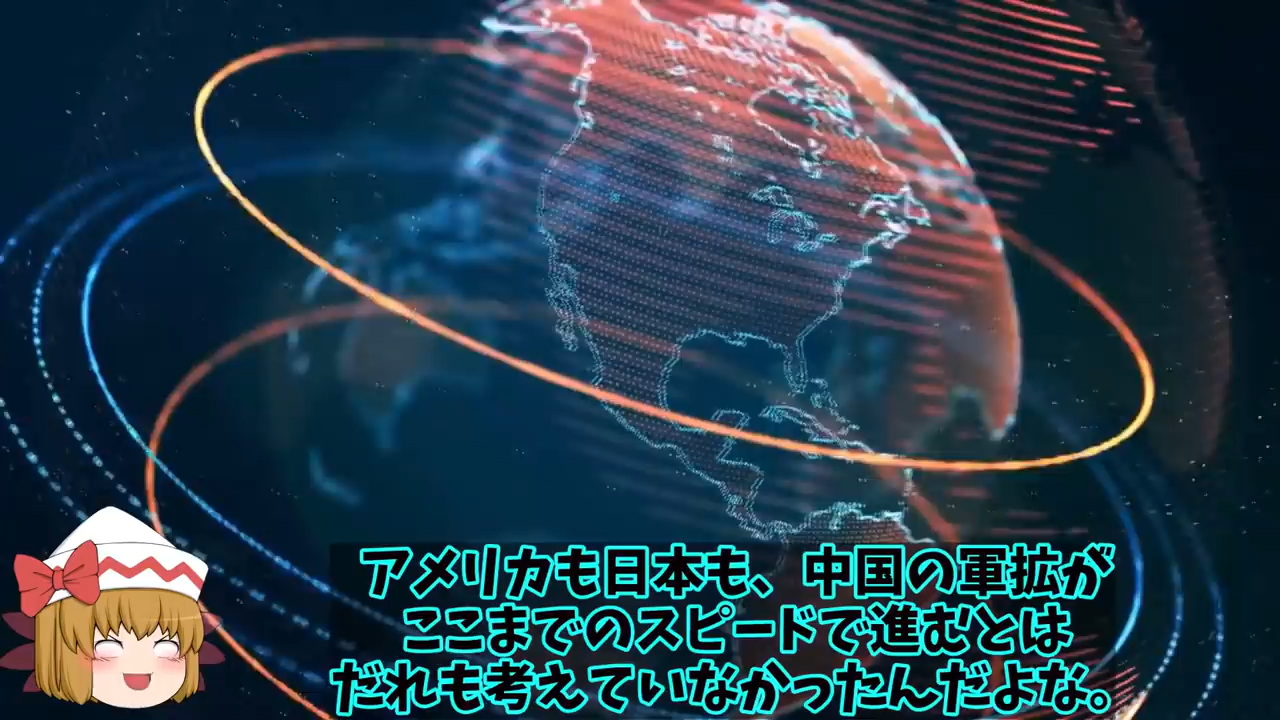 アメリカも日本も、中国の軍拡が
ここまでのスピードで進むとは
だれも考えていなかったんだよな。